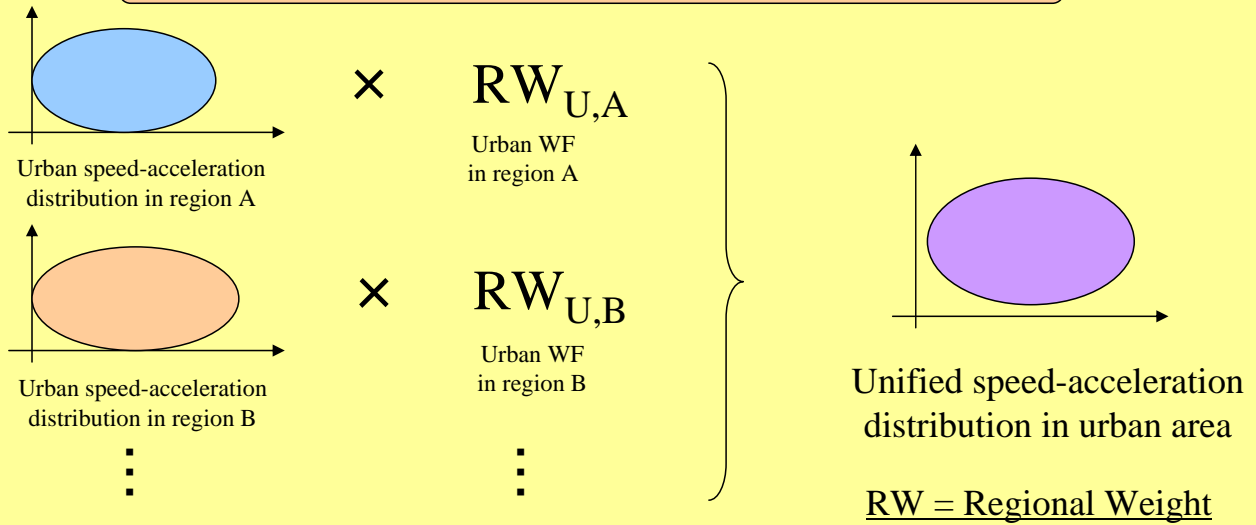 × RW U,A
Urban WF
in region A
Urban speed-acceleration
distribution in region A
× RW U,B
Urban WF
in region B
Urban speed-acceleration
distribution in region B
⋮ ⋮
Unified speed-acceleration
distribution in urban area
RW = Regional Weight